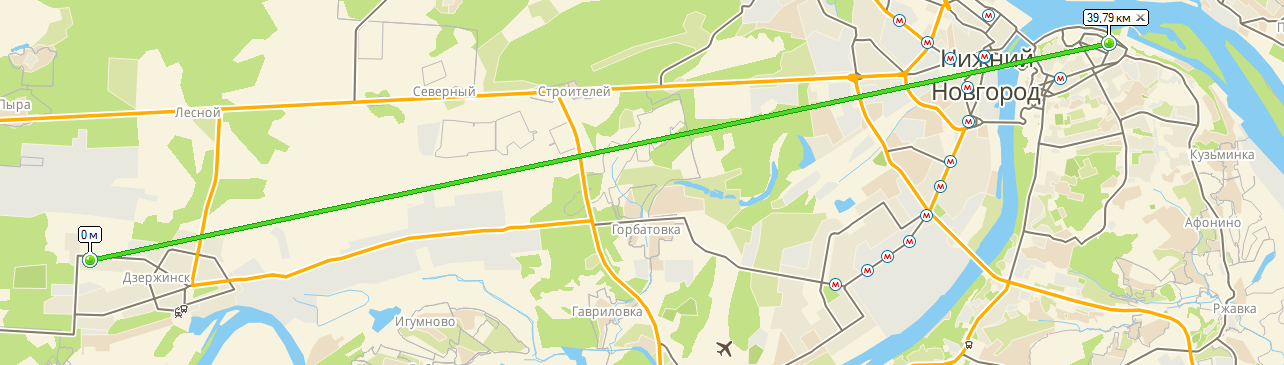 39,79 км
Нижний
Новгород
Северный
Строителей
Пыра
Лесной
Кузьминка
Афонино
Горбатовка
0 м
Дзержинск
Гавриловка
Игумново
Ржавка
М
М
М
М
М
М
М
М
М
М
М
М
М
М